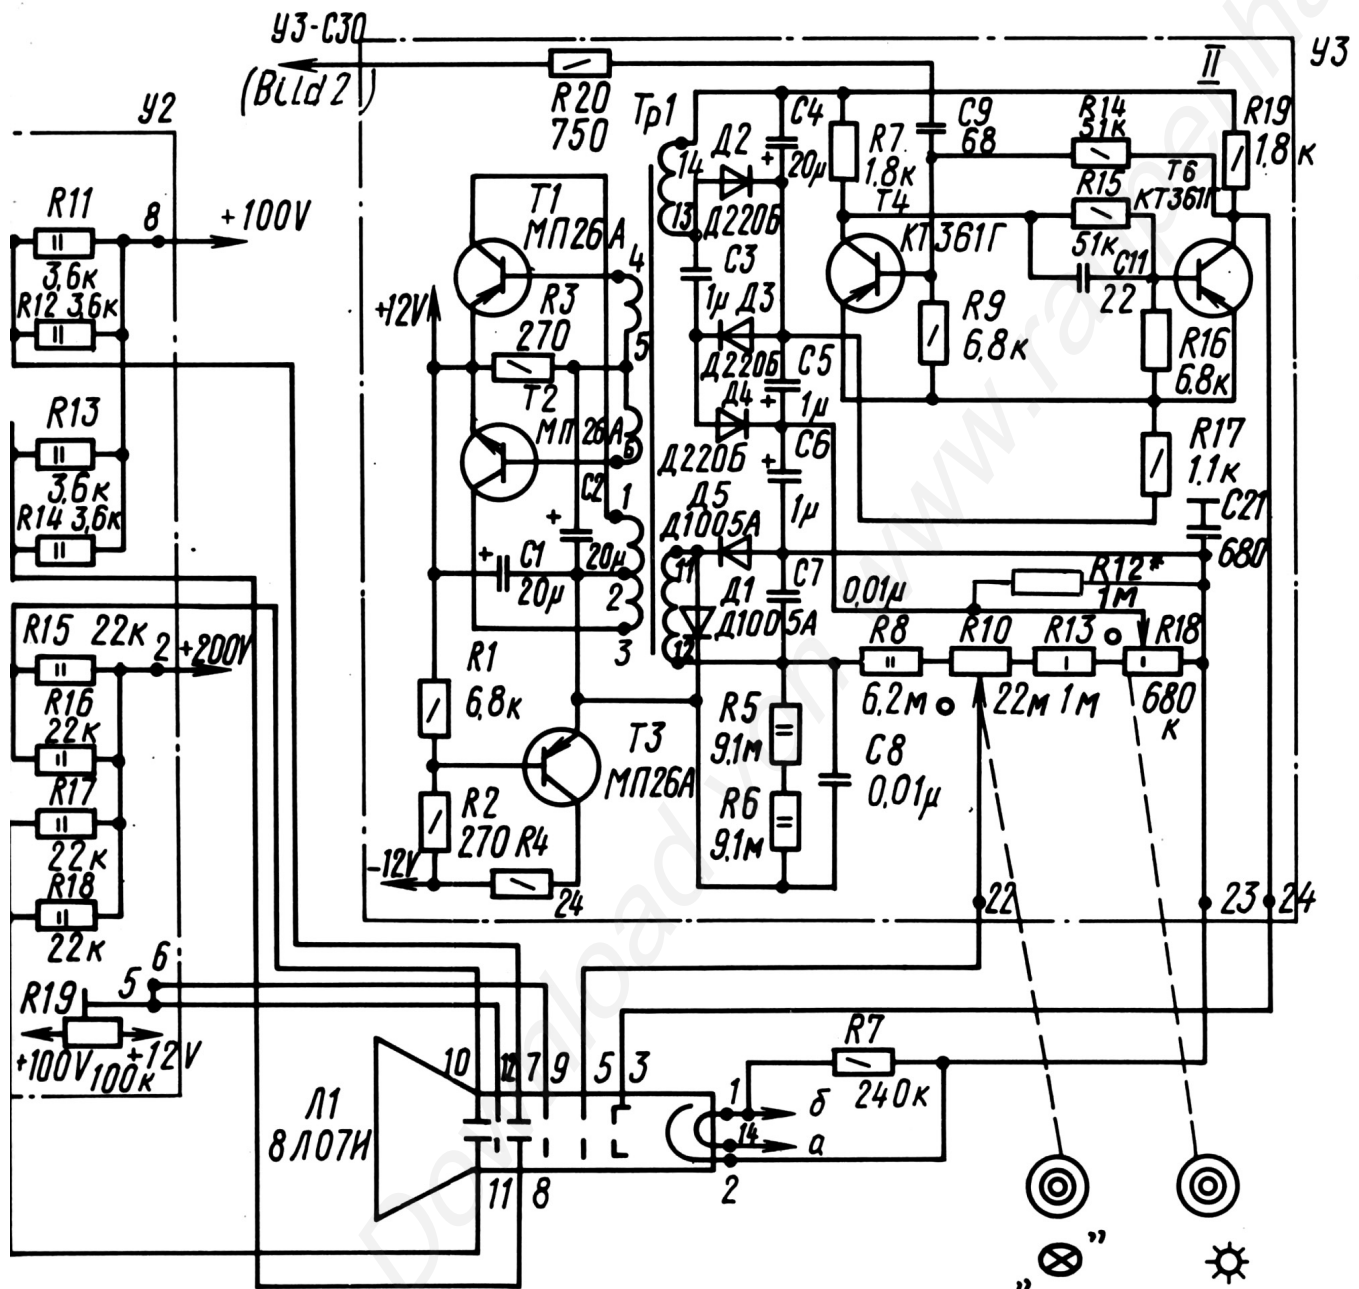 УЗ-С30
(Bild 2)
УЗ
II
R20
750
У2
Тр1
С4
20μ
R7
1,8к
С9
68
R14
51к
R19
1,8к
14
Д2
Т6
КТ361Г
R15
51к
13
Д220Б
Т4
КТ361Г
С11
22
R11
8
+100V
3,6к
R12 3,6к
Т1
МП26А
4
С3
1μ
Д3
+12V
R3
270
5
Д220Б
С5
1μ
R9
6,8к
R16
6,8к
R13
3,6к
R14 3,6к
Т2
МП26А
6
Д4
Д220Б
С6
1μ
R17
1,1к
С2
20μ
1
Д5
Д1005А
С21
680
С1
20μ
2
3
11
С7
0,01μ
Д1
Д1005А
12
R12*
1м
R15 22к
2
+200V
R16
22к
R17
22к
R18
22к
R1
6,8к
R8
6,2м
R10
22м
R13
1м
R18
680
к
R5
9,1м
R6
9,1м
С8
0,01μ
Т3
МП26А
R2
270
R4
24
-12V
22
23
24
6
5
R19
+100V
100к
+12V
10
12
7
9
5
3
R7
240к
Л1
8ЛО7И
1
б
14
а
11
8
2
„ ”
Download von www.raupenha